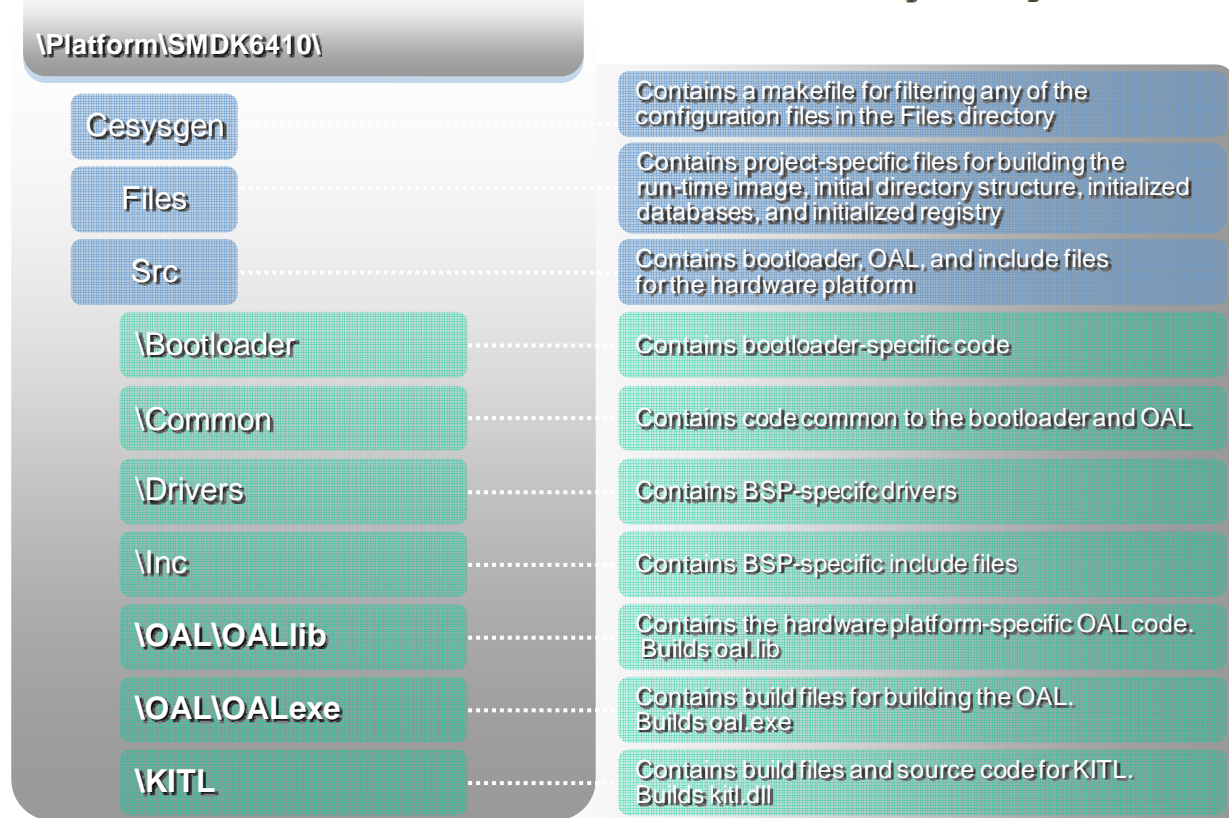 \Platform\SMDK6410\
Cesysgen
Contains a makefile for filtering any of the
configuration files in the Files directory
Files
Contains project-specific files for building the
run-time image, initial directory structure, initialized
databases, and initialized registry
Src
Contains bootloader, OAL, and include files
for the hardware platform
\Bootloader
Contains bootloader-specific code
\Common
Contains code common to the bootloader and OAL
\Drivers
Contains BSP-specifc drivers
\Inc
Contains BSP-specific include files
\OAL\OALlib
Contains the hardware platform-specific OAL code.
Builds oal.lib
\OAL\OALexe
Contains build files for building the OAL.
Builds oal.exe
\KITL
Contains build files and source code for KITL.
Builds kitl.dll